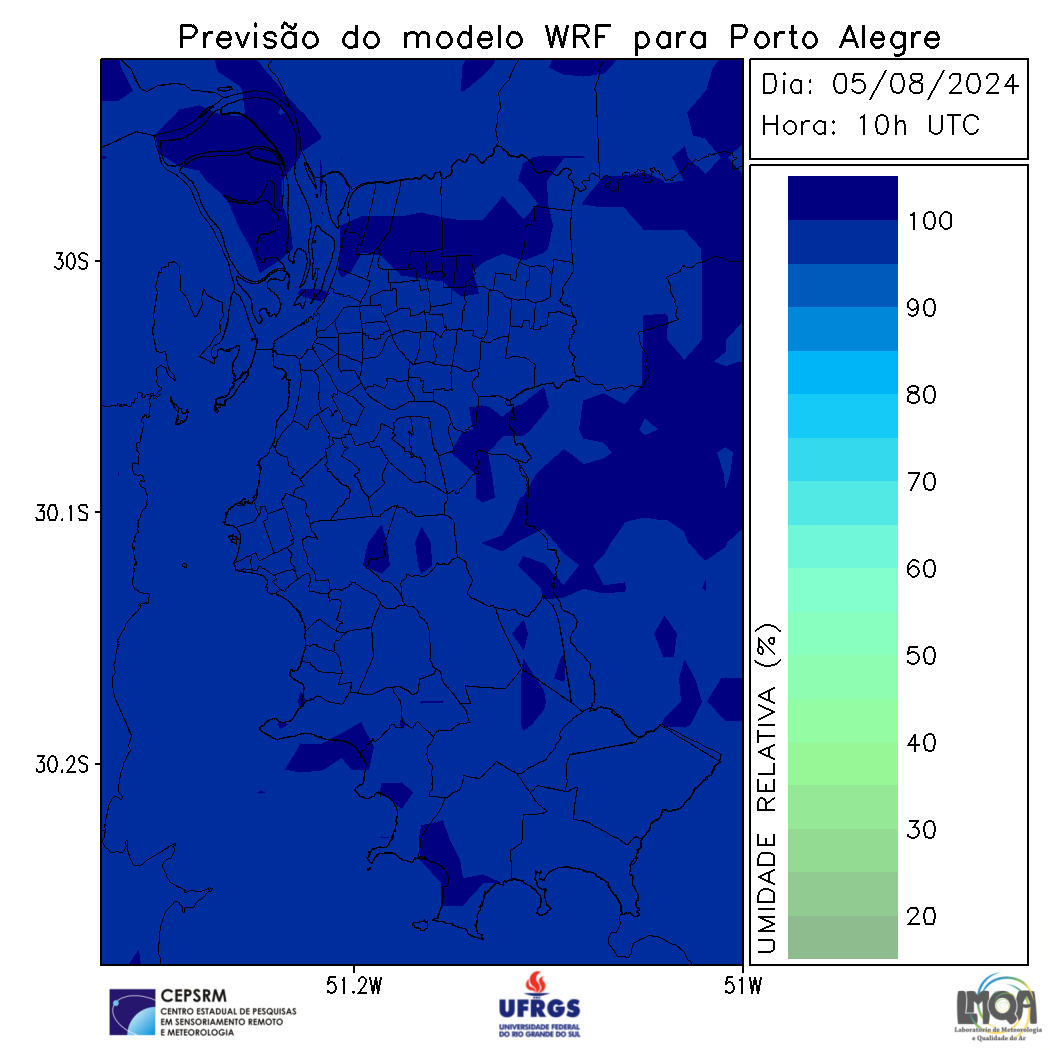 Previsão do modelo WRF para Porto Alegre
Dia: 05/08/2024
Hora: 10h UTC
30S
30.1S
30.2S
51.2W
51W
100
90
80
70
60
50
40
30
20
UMIDADE RELATIVA (%)
CEPSRM
CENTRO ESTADUAL DE PESQUISAS
EM SENSORIAMENTO REMOTO
E METEOROLOGIA
UFRGS
UNIVERSIDADE FEDERAL
DO RIO GRANDE DO SUL
LMQA
Laboratório de Meteorologia
e Qualidade do Ar